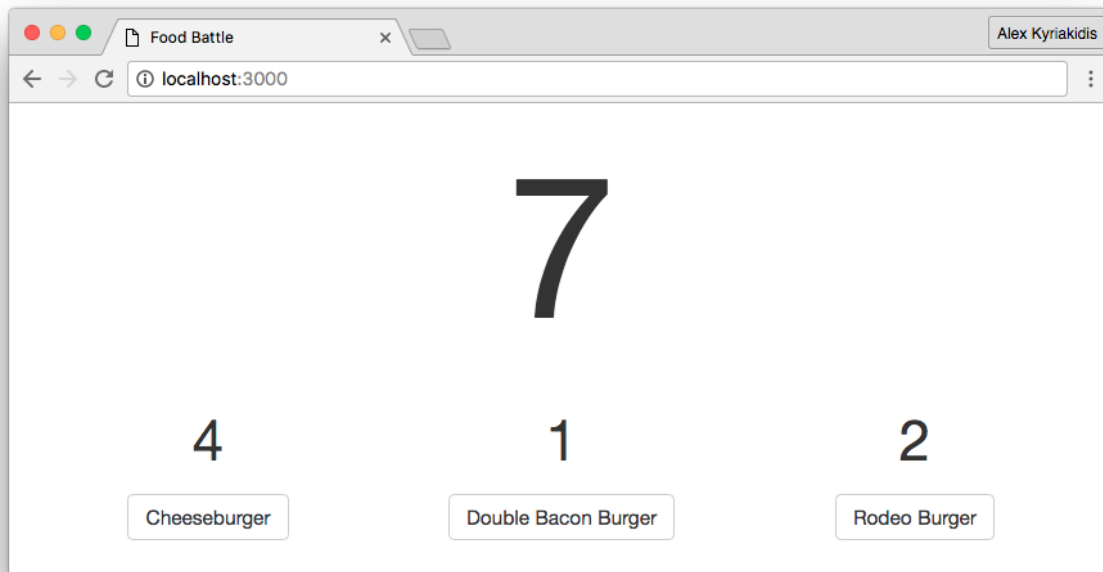 Food Battle
Alex Kyriakidis
localhost:3000
7
4 1 2
Cheeseburger Double Bacon Burger Rodeo Burger